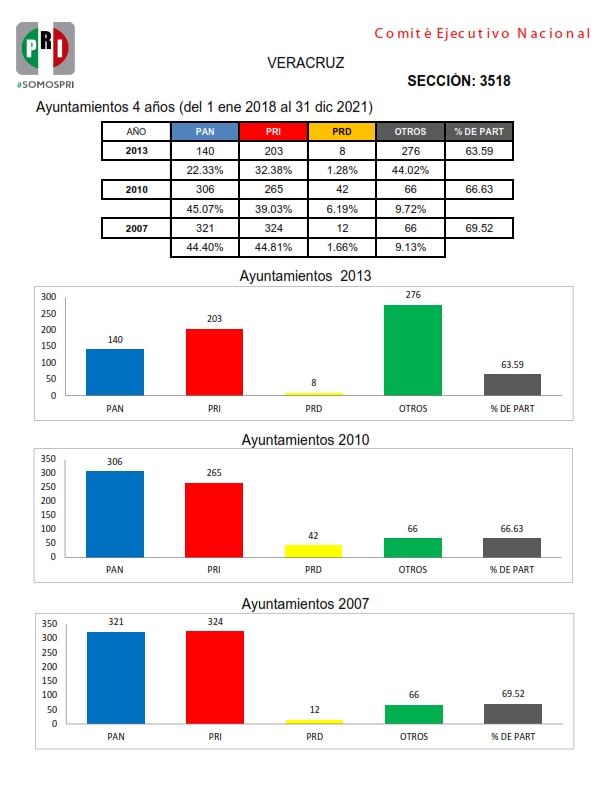 Comité Ejecutivo Nacional
PRI
#SOMOSPRI
VERACRUZ
SECCIÓN: 3518
Ayuntamientos 4 años (del 1 ene 2018 al 31 dic 2021)
AÑO PAN PRI PRD OTROS % DE PART
2013 140 203 8 276 63.59
22.33% 32.38% 1.28% 44.02%
2010 306 265 42 66 66.63
45.07% 39.03% 6.19% 9.72%
2007 321 324 12 66 69.52
44.40% 44.81% 1.66% 9.13%
Ayuntamientos 2013
300
250
200
150
100
50
0
140
203
8
276
63.59
PAN PRI PRD OTROS % DE PART
Ayuntamientos 2010
350
300
250
200
150
100
50
0
306
265
42
66
66.63
PAN PRI PRD OTROS % DE PART
Ayuntamientos 2007
350
300
250
200
150
100
50
0
321
324
12
66
69.52
PAN PRI PRD OTROS % DE PART